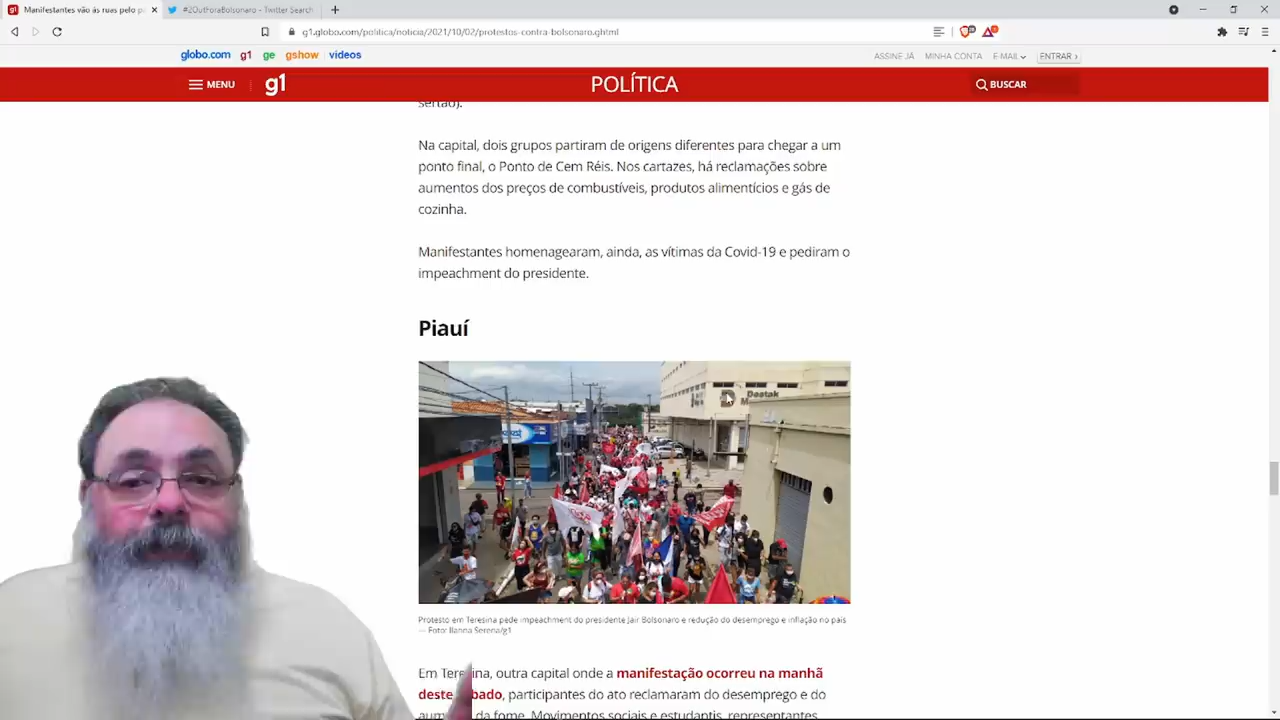 Manifestantes vão às ruas pelo p
#2OutForaBolsonaro - Twitter Search
g1.globo.com/politica/noticia/2021/10/02/protestos-contra-bolsonaro.ghtml
globo.com g1 ge gshow vídeos
ASSINE JÁ MINHA CONTA E-MAIL ENTRAR ›
MENU g1 POLÍTICA BUSCAR
sertão).
Na capital, dois grupos partiram de origens diferentes para chegar a um
ponto final, o Ponto de Cem Réis. Nos cartazes, há reclamações sobre
aumentos dos preços de combustíveis, produtos alimentícios e gás de
cozinha.
Manifestantes homenagearam, ainda, as vítimas da Covid-19 e pediram o
impeachment do presidente.
Piauí
Destak
Protesto em Teresina pede impeachment do presidente Jair Bolsonaro e redução do desemprego e inflação no país
— Foto: Ilanna Serena/g1
Em Teresina, outra capital onde a manifestação ocorreu na manhã
deste bado, participantes do ato reclamaram do desemprego e do
aum da fome. Movimentos sociais e estudantis, representantes